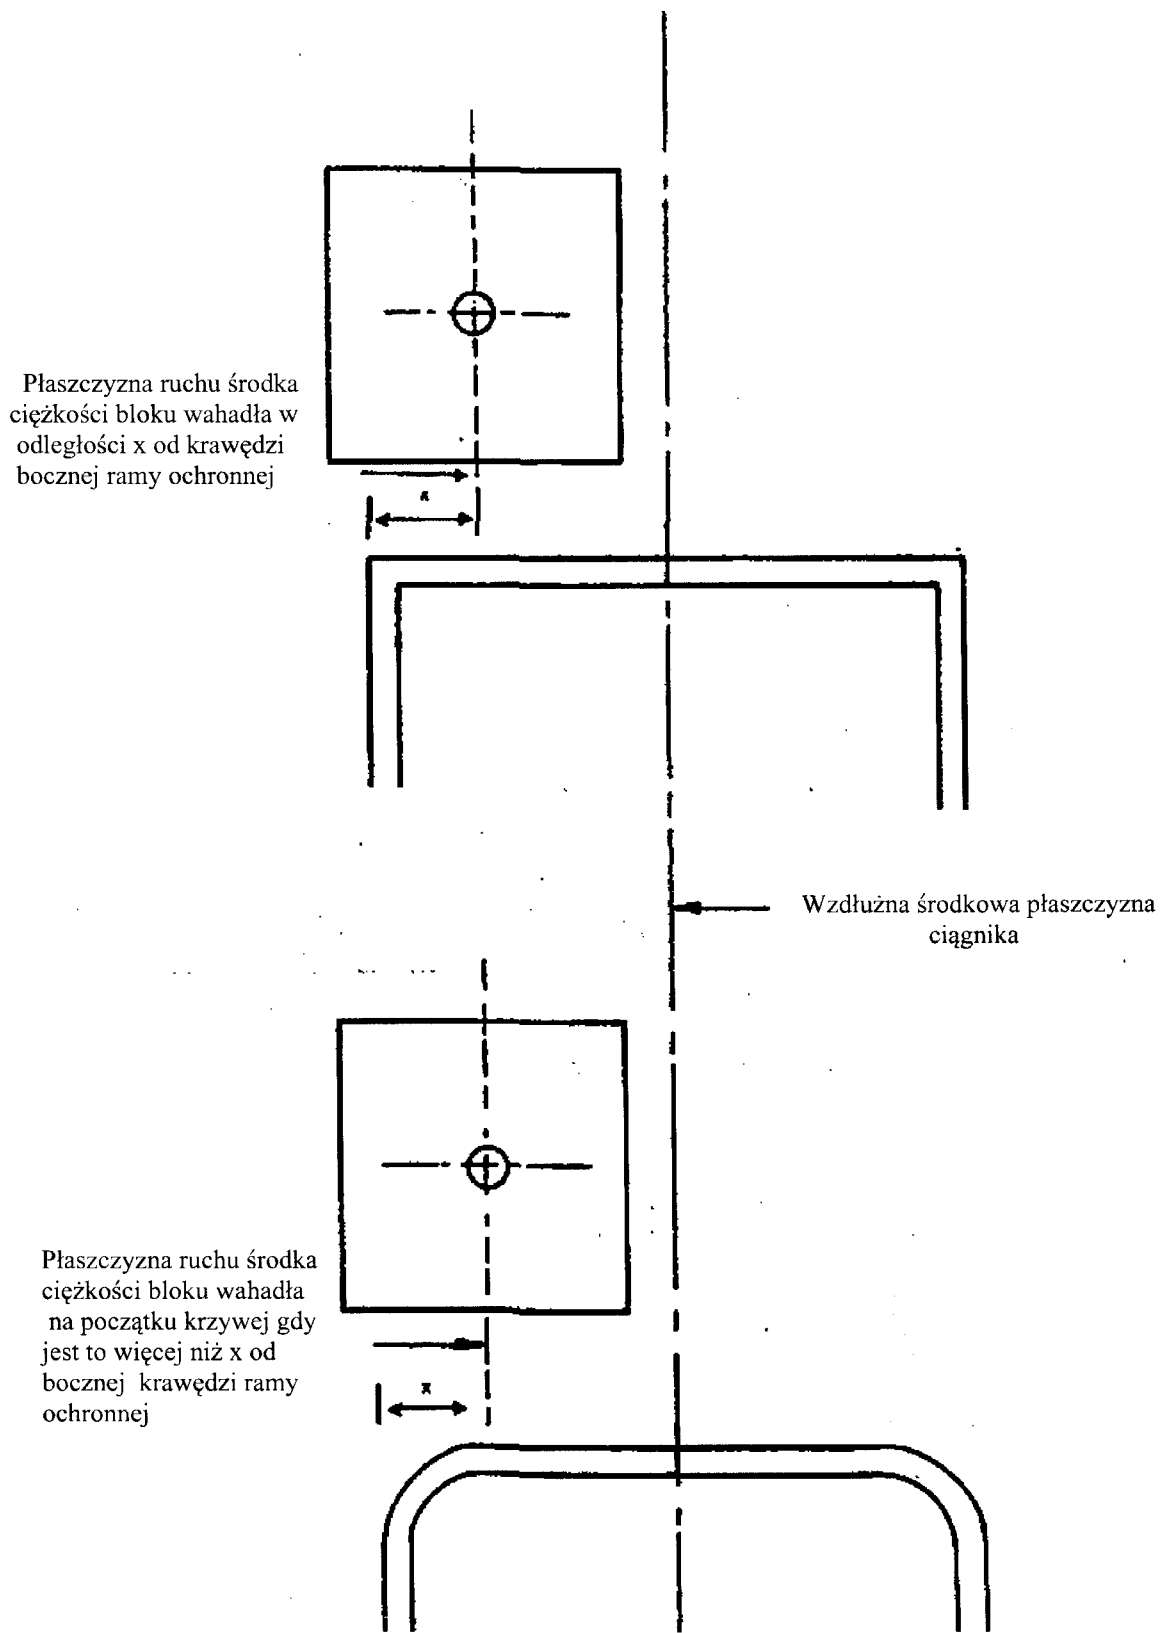 Płaszczyzna ruchu środka
ciężkości bloku wahadła w
odległości x od krawędzi
bocznej ramy ochronnej
x
Wzdłużna środkowa płaszczyzna
ciągnika
Płaszczyzna ruchu środka
ciężkości bloku wahadła
na początku krzywej gdy
jest to więcej niż x od
bocznej krawędzi ramy
ochronnej
x